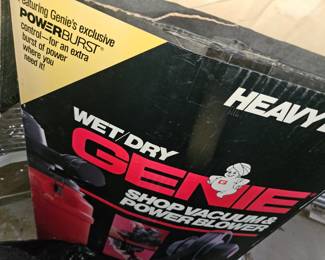 Featuring Genie's exclusive
POWERBURST®
control-for an extra
burst of power
where you
need it!
HEAVY
WET/DRY
GENIE
SHOP VACUUM &
POWER BLOWER